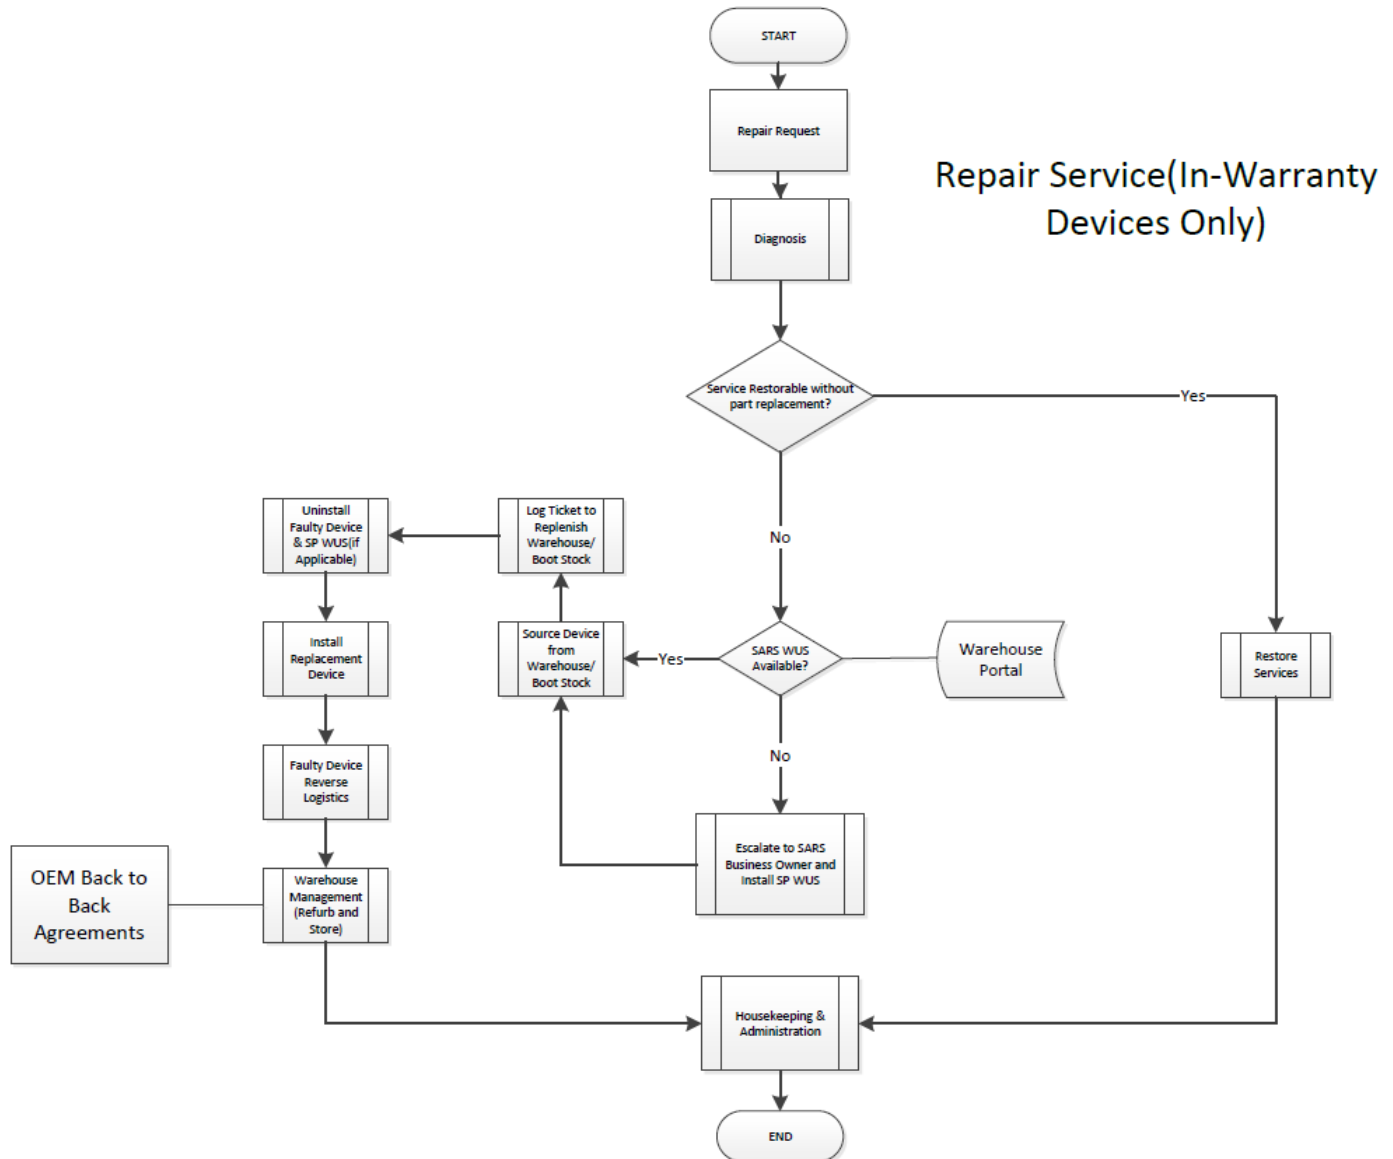 START
Repair Request
Repair Service(In-Warranty
Devices Only)
Diagnosis
Service Restorable without
part replacement?
Yes
No
Uninstall
Faulty Device
& SP WUS(if
Applicable)
Log Ticket to
Replenish
Warehouse/
Boot Stock
Install
Replacement
Device
Source Device
from
Warehouse/
Boot Stock
Yes
SARS WUS
Available?
Warehouse
Portal
Restore
Services
No
Faulty Device
Reverse
Logistics
Escalate to SARS
Business Owner and
Install SP WUS
OEM Back to
Back
Agreements
Warehouse
Management
(Refurb and
Store)
Housekeeping &
Administration
END